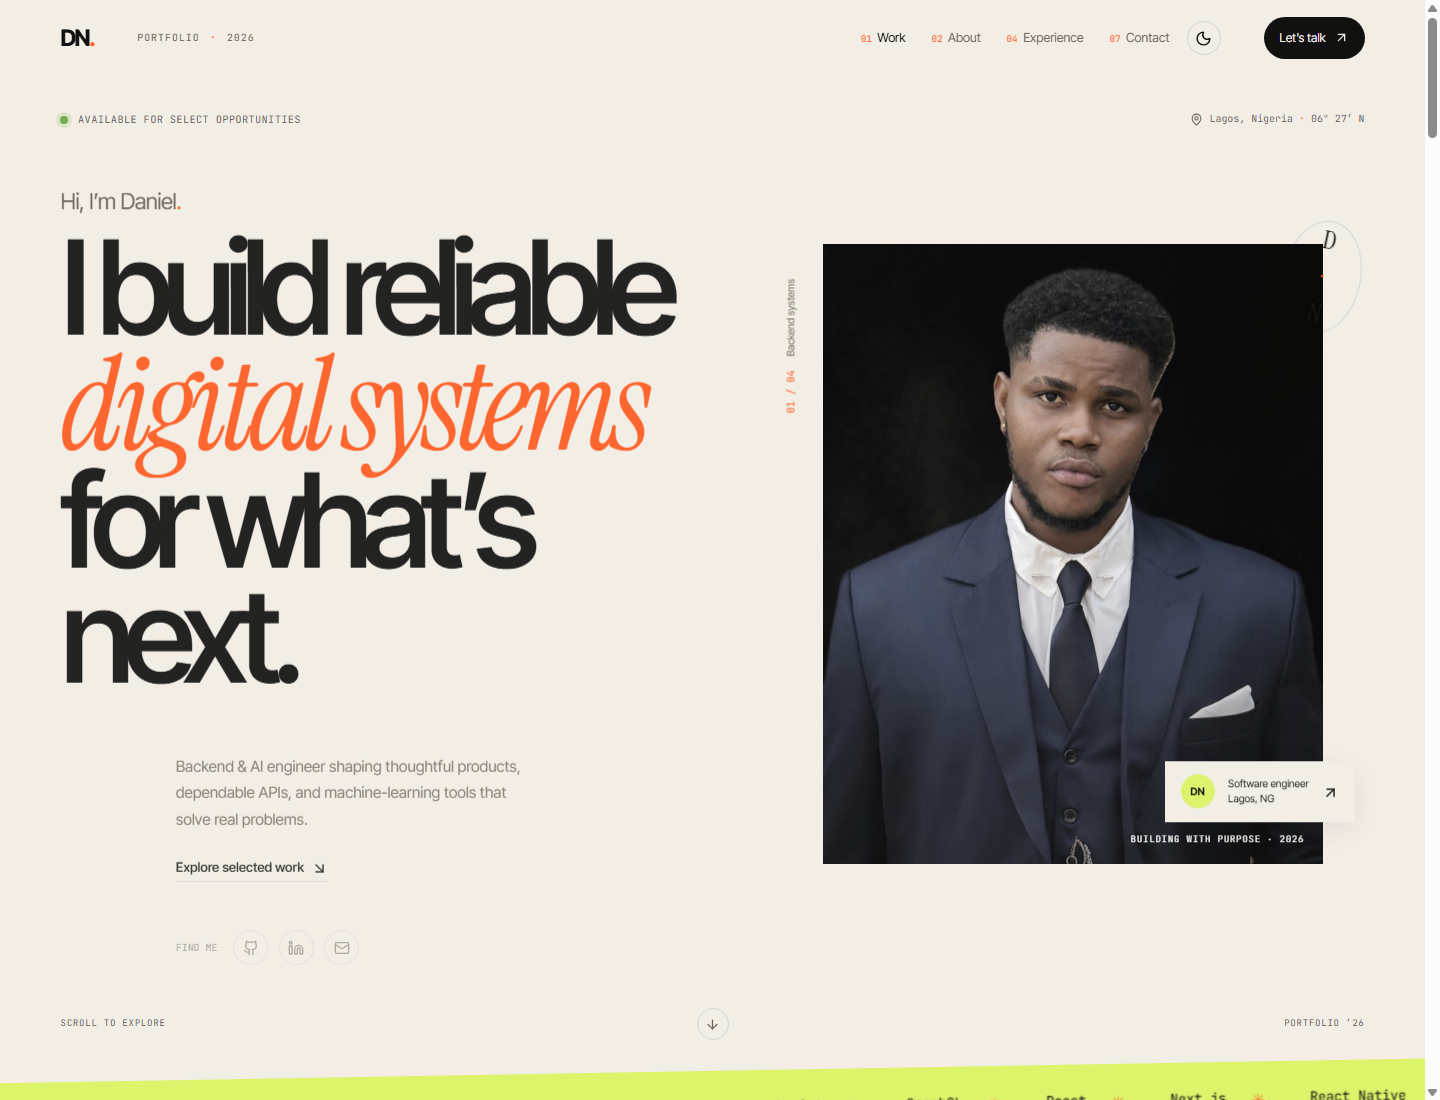 DN.
PORTFOLIO · 2026
01 Work
02 About
04 Experience
07 Contact
Let's talk
AVAILABLE FOR SELECT OPPORTUNITIES
Lagos, Nigeria · 06° 27′ N
Hi, I'm Daniel.
I build reliable
digital systems
for what's
next.
D
N
01 / 04 Backend systems
DN
Software engineer
Lagos, NG
BUILDING WITH PURPOSE · 2026
Backend & AI engineer shaping thoughtful products,
dependable APIs, and machine-learning tools that
solve real problems.
Explore selected work
FIND ME
SCROLL TO EXPLORE
PORTFOLIO '26
React
Next.js
React Native